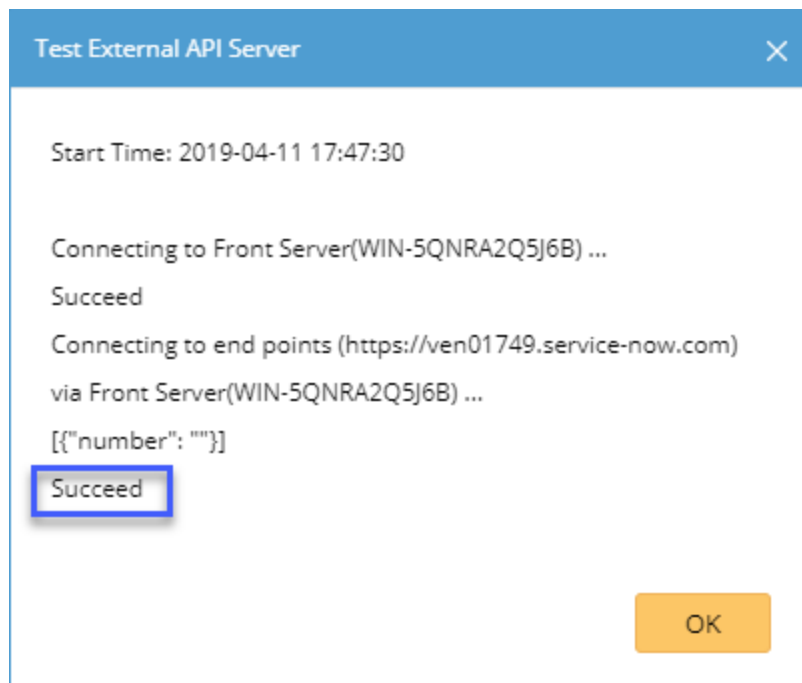 Test External API Server
Start Time: 2019-04-11 17:47:30
Connecting to Front Server(WIN-5QNRA2Q5J6B) ...
Succeed
Connecting to end points (https://ven01749.service-now.com)
via Front Server(WIN-5QNRA2Q5J6B) ...
[{"number": ""}]
Succeed
OK